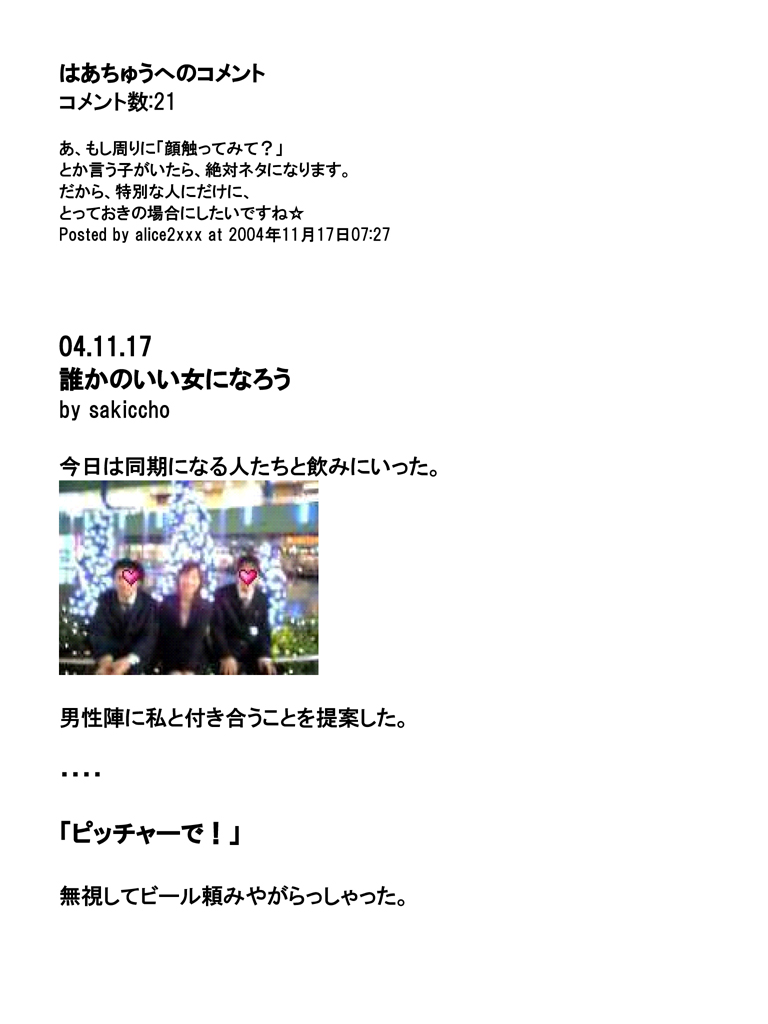 はあちゅうへのコメント
コメント数:21
あ、もし周りに「顔触ってみて？」
とか言う子がいたら、絶対ネタになります。
だから、特別な人にだけに、
とっておきの場合にしたいですね☆
Posted by alice2xxx at 2004年11月17日07:27
04.11.17
誰かのいい女になろう
by sakiccho
今日は同期になる人たちと飲みにいった。
男性陣に私と付き合うことを提案した。
・・・・
「ピッチャーで！」
無視してビール頼みやがらっしゃった。